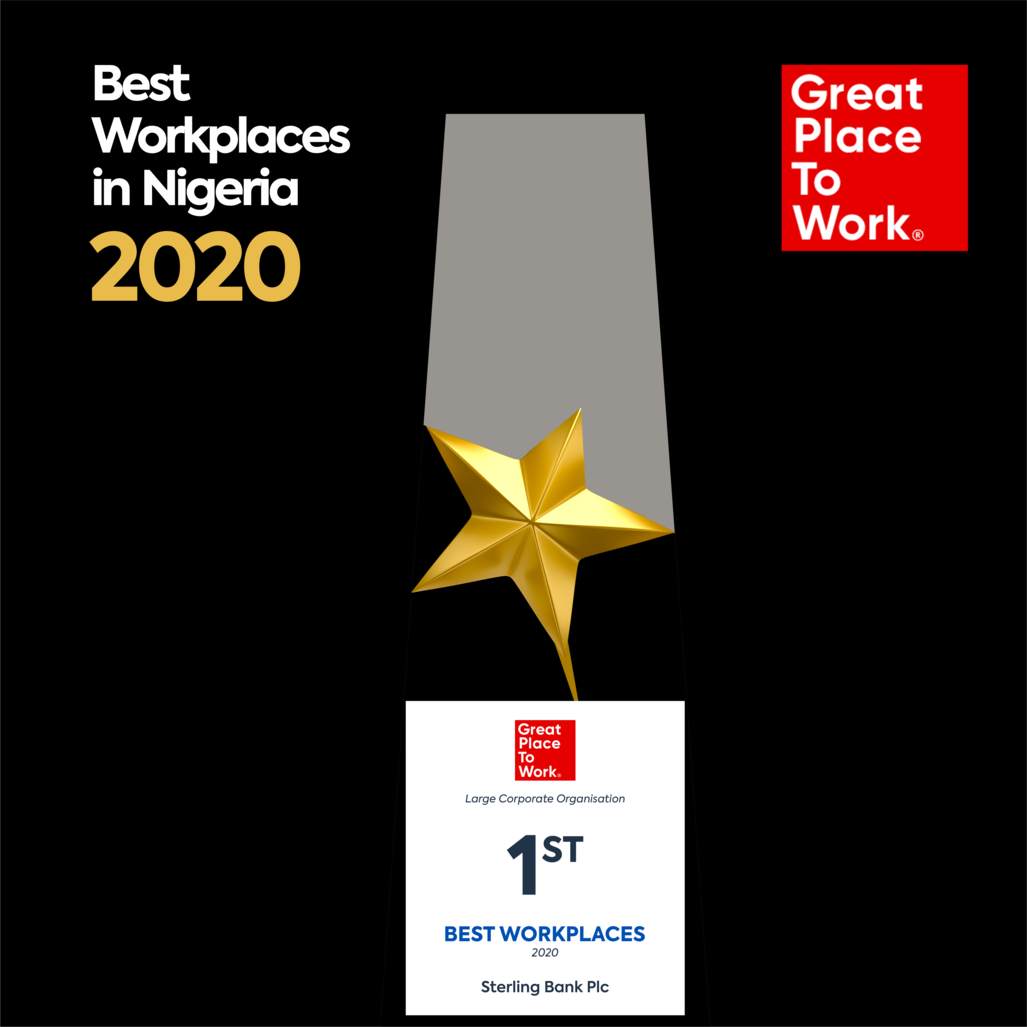 Best
Workplaces
in Nigeria
2020
Great
Place
To
Work®
Great
Place
To
Work®
Large Corporate Organisation
1ST
BEST WORKPLACES
2020
Sterling Bank Plc